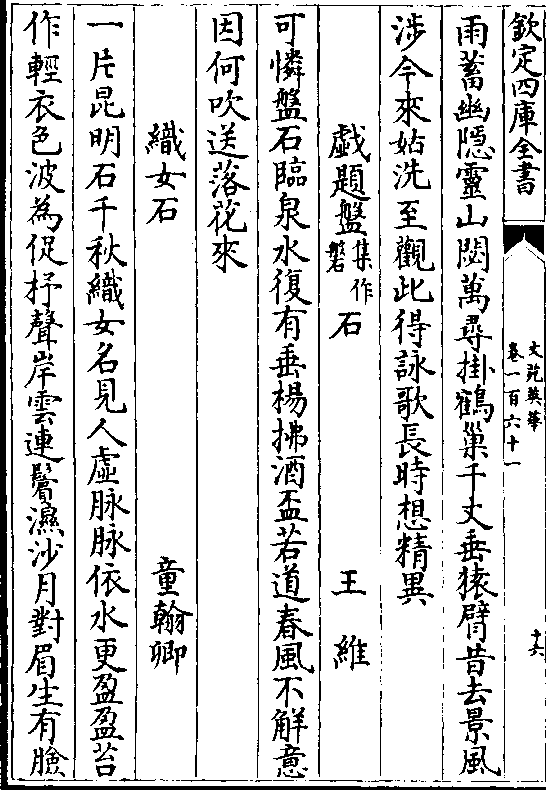 欽定四庫全書
文苑英華
卷一百六十一
十六
雨蓄幽隱靈山閟萬尋掛鶴巢千丈垂猿臂昔去景風
涉今來姑洗至觀此得詠歌長時想精異
戯題盤集作磐石
王維
可憐盤石臨泉水復有垂楊拂酒盃若道春風不解意
因何吹送落花來
織女石
童翰卿
一片昆明石千秋織女名見人虛脉脉依水更盈盈苔
作輕衣色波為促杼聲岸雲連鬢濕沙月對眉生有臉